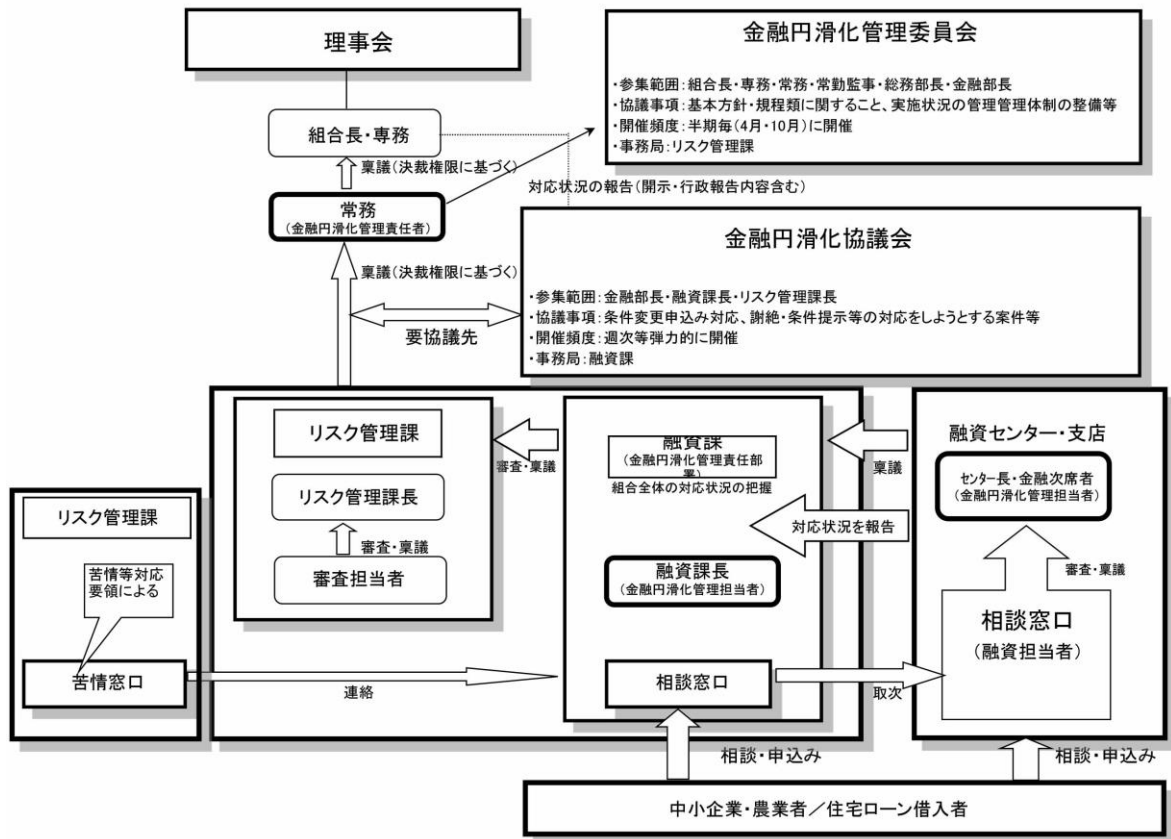 理事会
組合長・専務
稟議(決裁権限に基づく)
常務
(金融円滑化管理責任者)
稟議(決裁権限に基づく)
要協議先
金融円滑化管理委員会
・参集範囲:組合長・専務・常務・常勤監事・総務部長・金融部長
・協議事項:基本方針・規程類に関すること、実施状況の管理管理体制の整備等
・開催頻度:半期毎(4月・10月)に開催
・事務局:リスク管理課
対応状況の報告(開示・行政報告内容含む)
金融円滑化協議会
・参集範囲:金融部長・融資課長・リスク管理課長
・協議事項:条件変更申込み対応、謝絶・条件提示等の対応をしようとする案件等
・開催頻度:週次等弾力的に開催
・事務局:融資課
リスク管理課
苦情等対応
要領による
苦情窓口
連絡
リスク管理課
リスク管理課長
審査・稟議
審査担当者
審査・稟議
融資課
(金融円滑化管理責任部
署)
組合全体の対応状況の把握
融資課長
(金融円滑化管理担当者)
相談窓口
稟議
対応状況を報告
取次
融資センター・支店
センター長・金融次席者
(金融円滑化管理担当者)
審査・稟議
相談窓口
(融資担当者)
相談・申込み
相談・申込み
中小企業・農業者/住宅ローン借入者